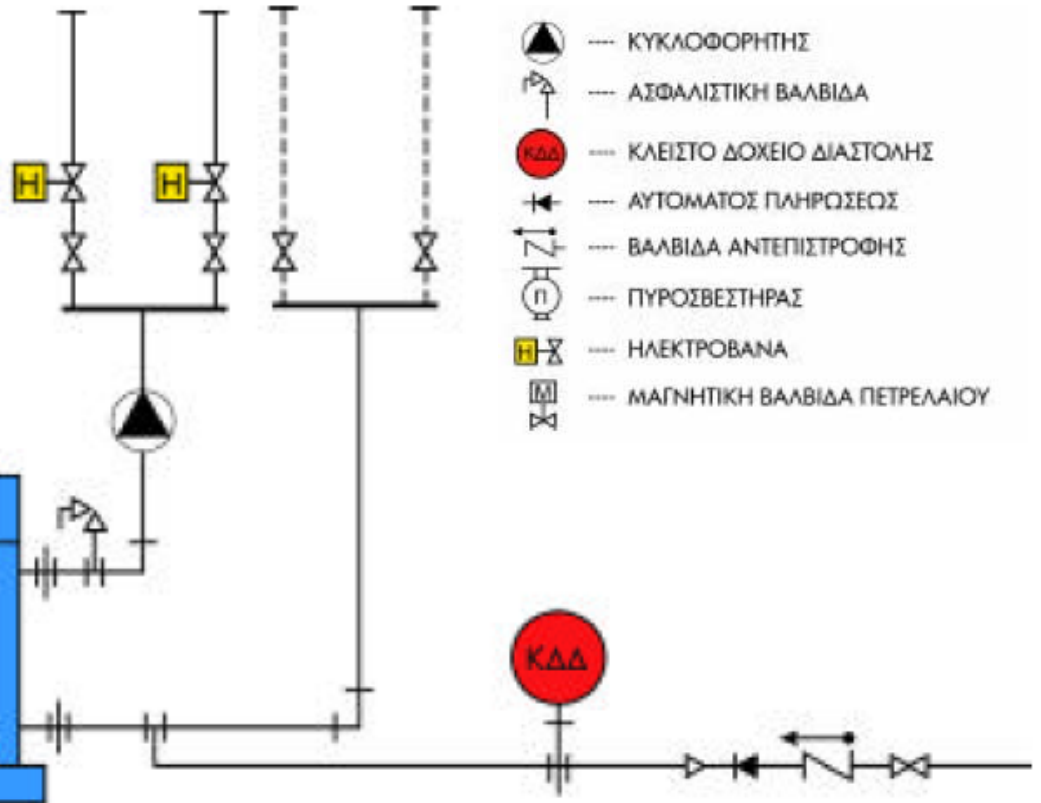 ---- ΚΥΚΛΟΦΟΡΗΤΗΣ
---- ΑΣΦΑΛΙΣΤΙΚΗ ΒΑΛΒΙΔΑ
ΚΔΔ ---- ΚΛΕΙΣΤΟ ΔΟΧΕΙΟ ΔΙΑΣΤΟΛΗΣ
---- ΑΥΤΟΜΑΤΟΣ ΠΛΗΡΩΣΕΩΣ
---- ΒΑΛΒΙΔΑ ΑΝΤΕΠΙΣΤΡΟΦΗΣ
Π ---- ΠΥΡΟΣΒΕΣΤΗΡΑΣ
Η ---- ΗΛΕΚΤΡΟΒΑΝΑ
Μ ---- ΜΑΓΝΗΤΙΚΗ ΒΑΛΒΙΔΑ ΠΕΤΡΕΛΑΙΟΥ
Η Η
ΚΔΔ